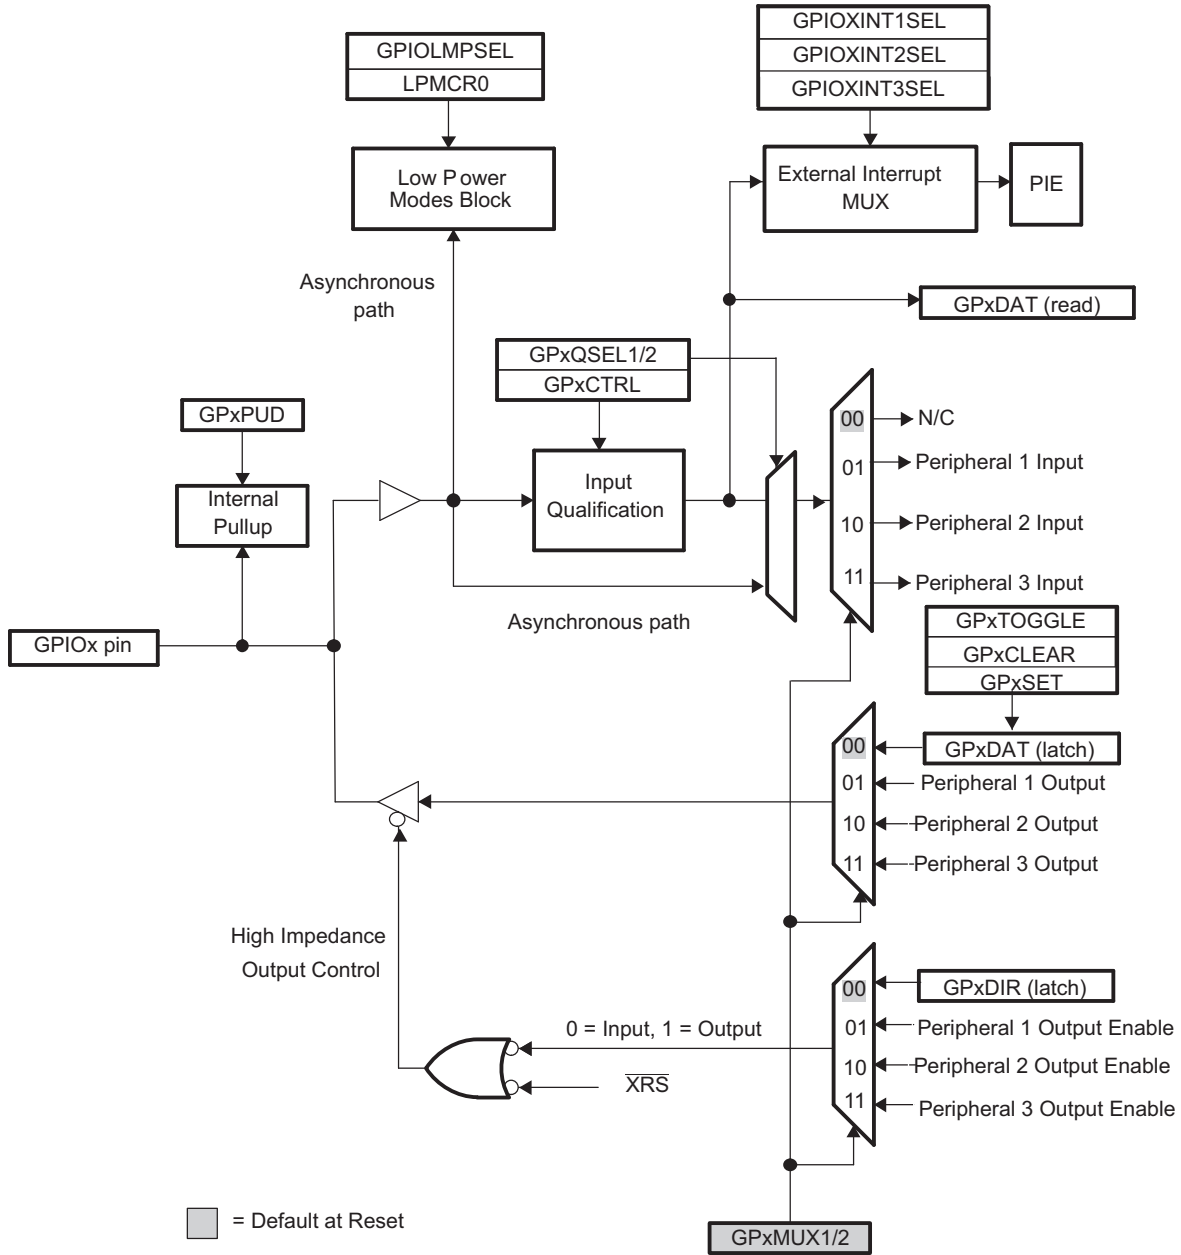 GPIOXINT1SEL
GPIOXINT2SEL
GPIOXINT3SEL
GPIOLMPSEL
LPMCR0
Low Power
Modes Block
External Interrupt
MUX
PIE
Asynchronous
path
GPxDAT (read)
GPxQSEL1/2
GPxCTRL
GPxPUD
Internal
Pullup
Input
Qualification
00
N/C
01
Peripheral 1 Input
10
Peripheral 2 Input
11
Peripheral 3 Input
Asynchronous path
GPIOx pin
GPxTOGGLE
GPxCLEAR
GPxSET
00
GPxDAT (latch)
01
Peripheral 1 Output
10
Peripheral 2 Output
11
Peripheral 3 Output
High Impedance
Output Control
00
GPxDIR (latch)
0 = Input, 1 = Output
01
Peripheral 1 Output Enable
10
Peripheral 2 Output Enable
XRS
11
Peripheral 3 Output Enable
= Default at Reset
GPxMUX1/2